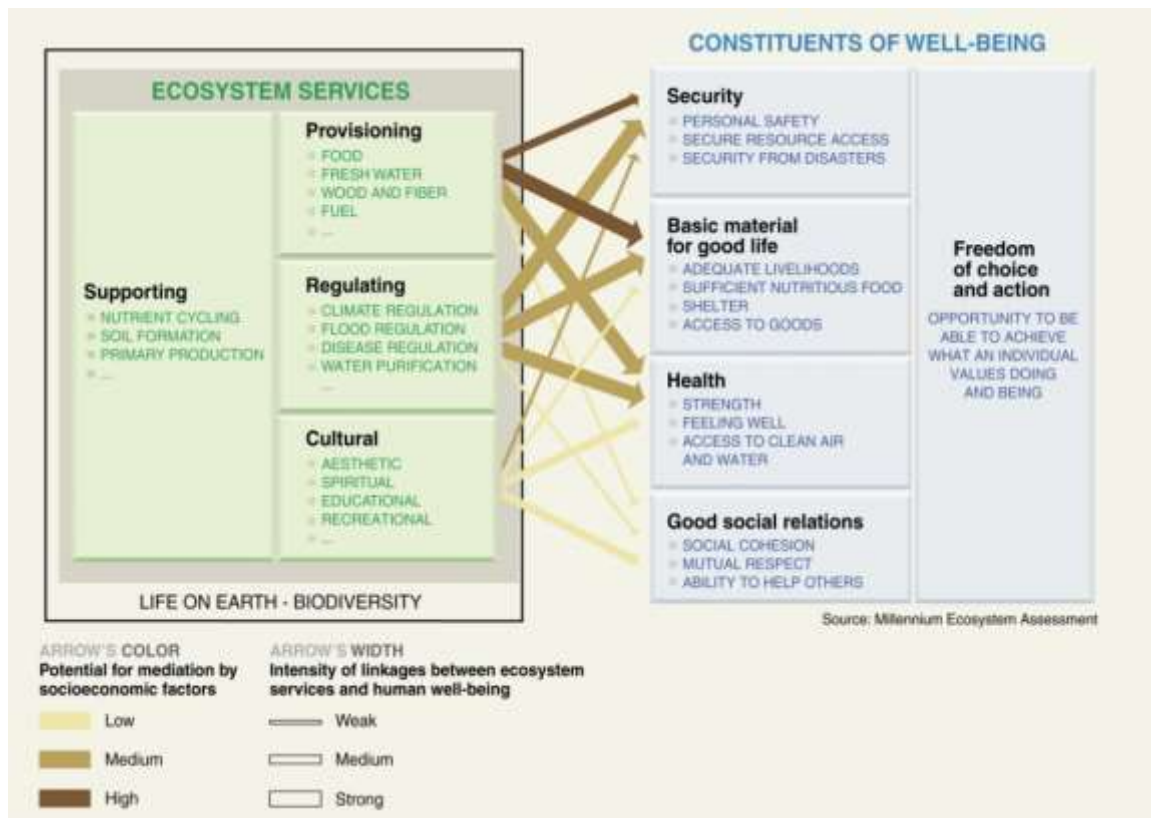 CONSTITUENTS OF WELL-BEING
ECOSYSTEM SERVICES
Supporting
NUTRIENT CYCLING
SOIL FORMATION
PRIMARY PRODUCTION
...
Provisioning
FOOD
FRESH WATER
WOOD AND FIBER
FUEL
...
Regulating
CLIMATE REGULATION
FLOOD REGULATION
DISEASE REGULATION
WATER PURIFICATION
...
Cultural
AESTHETIC
SPIRITUAL
EDUCATIONAL
RECREATIONAL
...
LIFE ON EARTH - BIODIVERSITY
Security
PERSONAL SAFETY
SECURE RESOURCE ACCESS
SECURITY FROM DISASTERS
Basic material
for good life
ADEQUATE LIVELIHOODS
SUFFICIENT NUTRITIOUS FOOD
SHELTER
ACCESS TO GOODS
Health
STRENGTH
FEELING WELL
ACCESS TO CLEAN AIR
AND WATER
Good social relations
SOCIAL COHESION
MUTUAL RESPECT
ABILITY TO HELP OTHERS
Freedom
of choice
and action
OPPORTUNITY TO BE
ABLE TO ACHIEVE
WHAT AN INDIVIDUAL
VALUES DOING
AND BEING
Source: Millennium Ecosystem Assessment
ARROW'S COLOR
Potential for mediation by
socioeconomic factors
Low
Medium
High
ARROW'S WIDTH
Intensity of linkages between ecosystem
services and human well-being
Weak
Medium
Strong